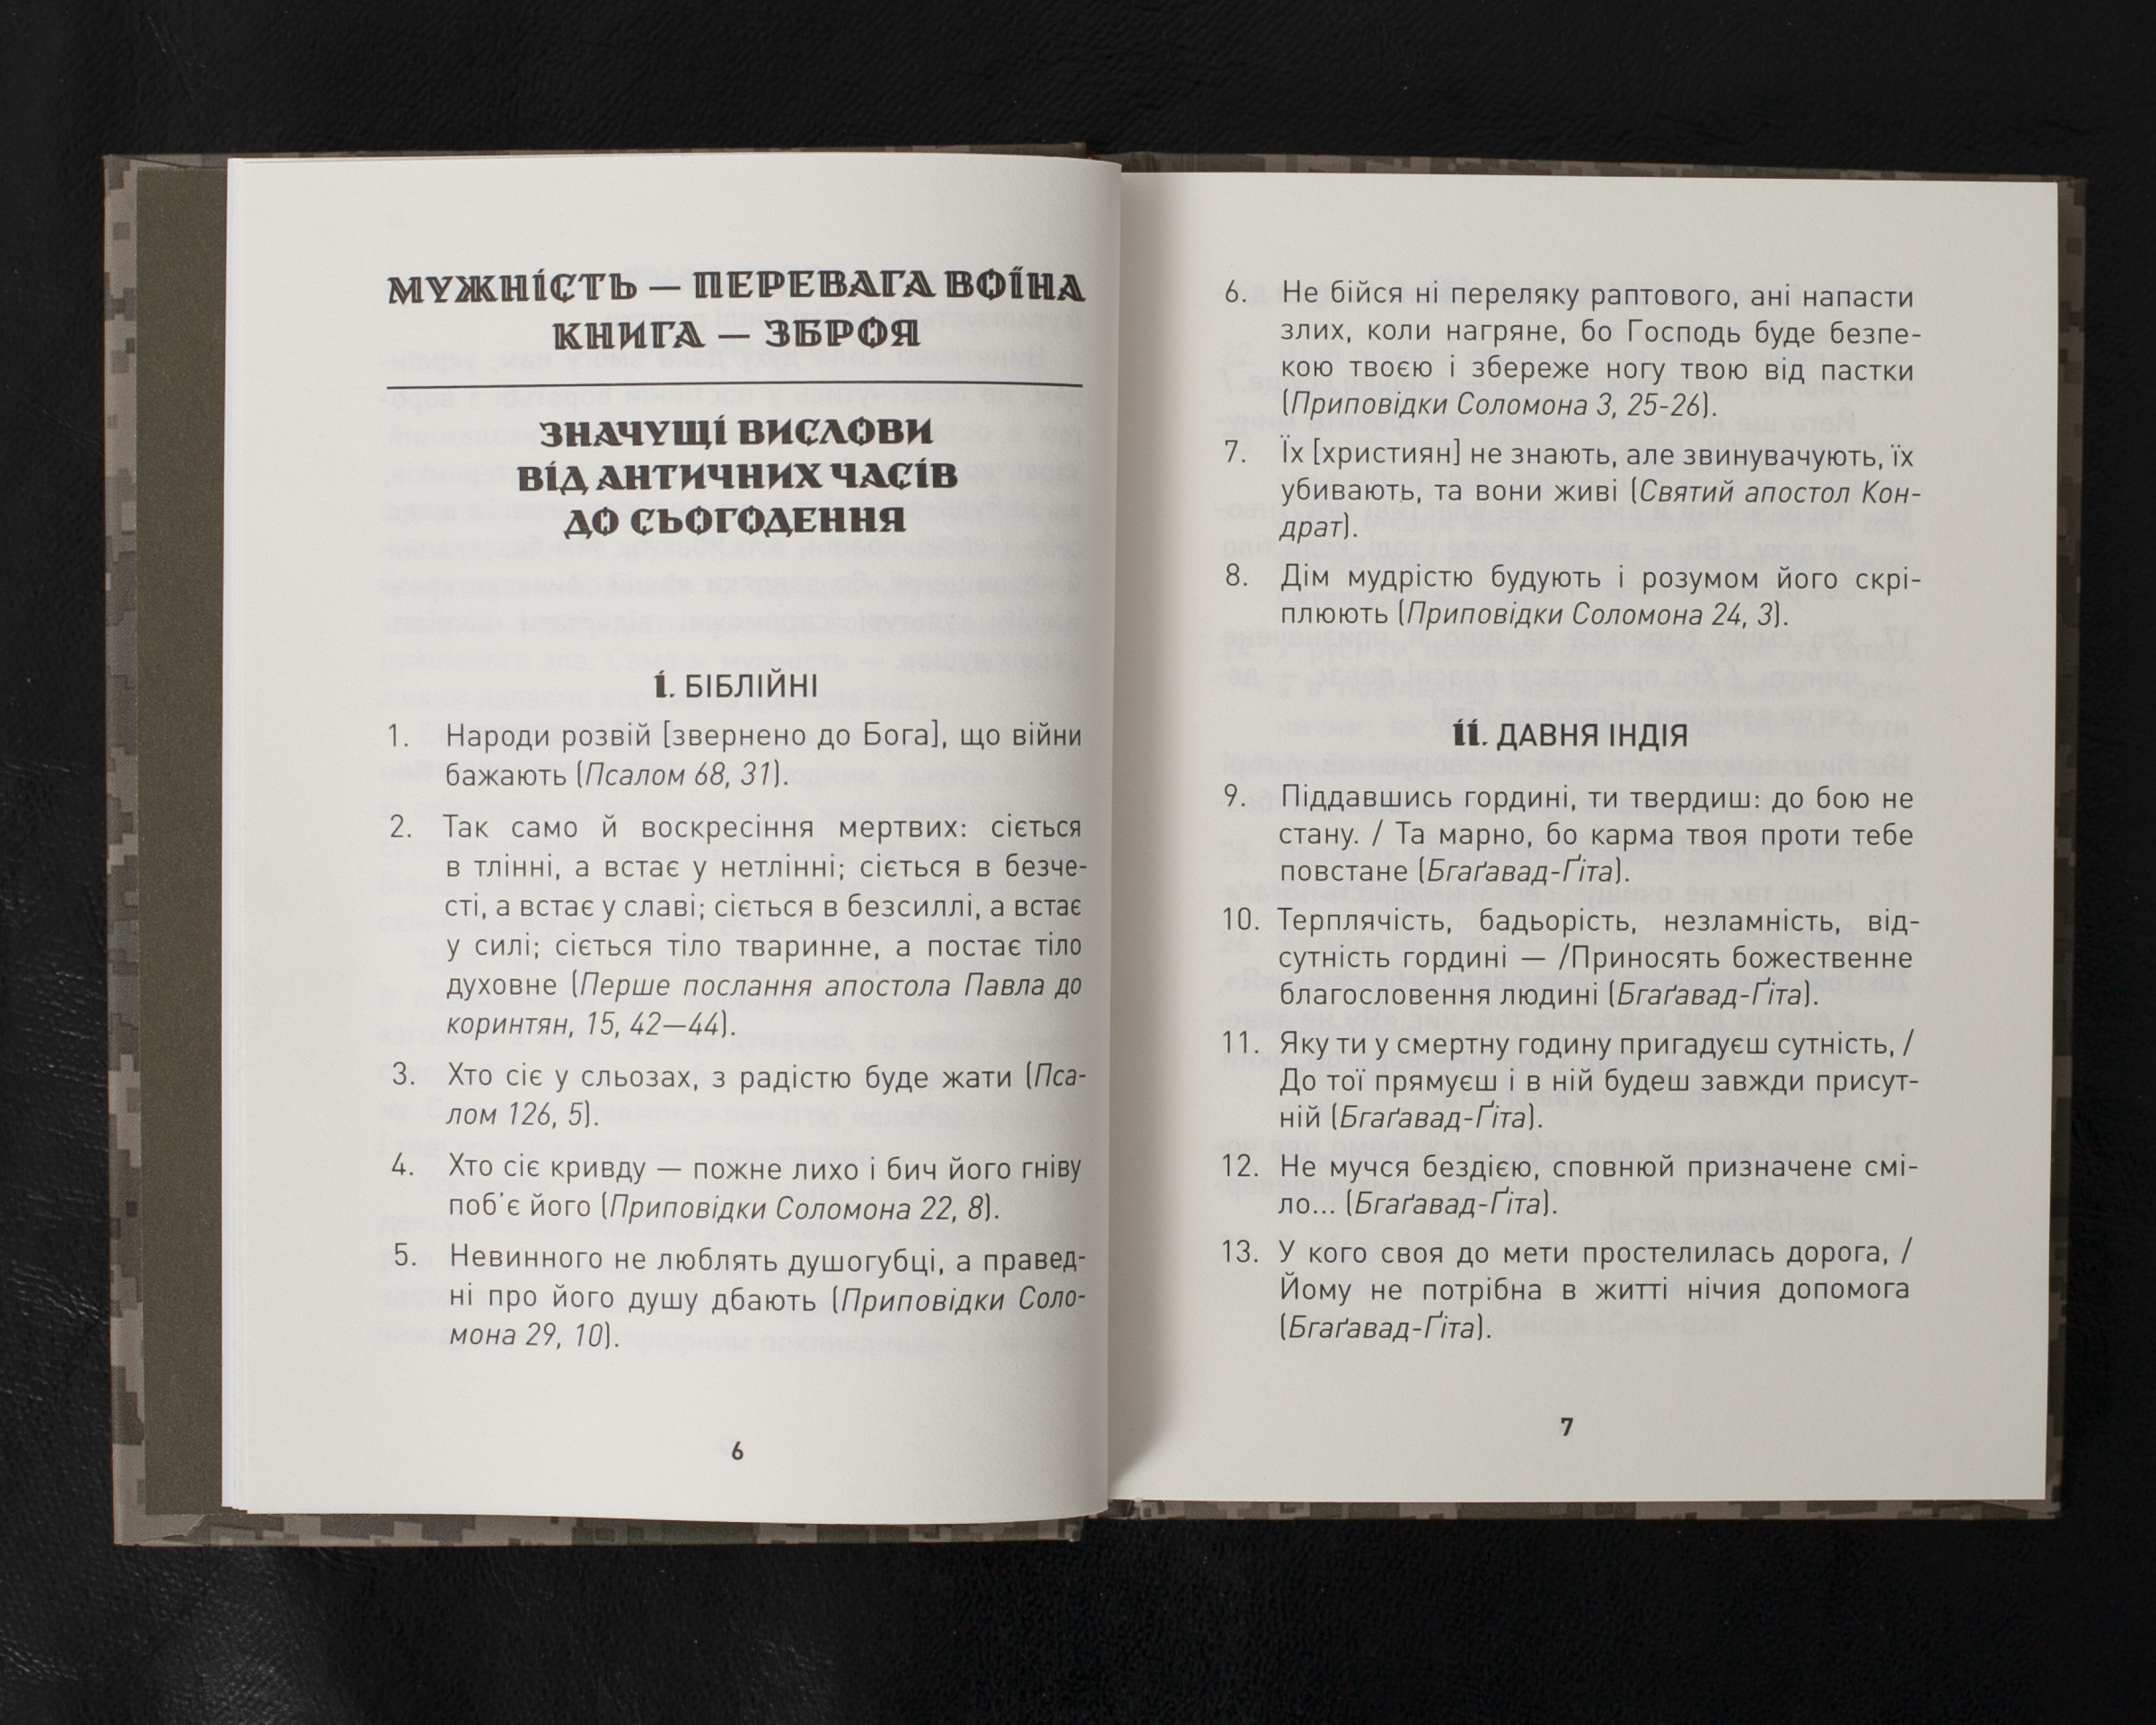 МУЖНІСТЬ — ПЕРЕВАГА ВОЇНА
КНИГА — ЗБРОЯ
ЗНАЧУЩІ ВИСЛОВИ
ВІД АНТИЧНИХ ЧАСІВ
ДО СЬОГОДЕННЯ
І. БІБЛІЙНІ
1. Народи розвій [звернено до Бога], що війни
бажають (Псалом 68, 31).
2. Так само й воскресіння мертвих: сіється
в тлінні, а встає у нетлінні; сіється в безче-
сті, а встає у славі; сіється в безсиллі, а встає
у силі; сіється тіло тваринне, а постає тіло
духовне (Перше послання апостола Павла до
коринтян, 15, 42—44).
3. Хто сіє у сльозах, з радістю буде жати (Пса-
лом 126, 5).
4. Хто сіє кривду — пожне лихо і бич його гніву
поб'є його (Приповідки Соломона 22, 8).
5. Невинного не люблять душогубці, а правед-
ні про його душу дбають (Приповідки Соло-
мона 29, 10).
6
6. Не бійся ні переляку раптового, ані напасти
злих, коли нагряне, бо Господь буде безпе-
кою твоєю і збереже ногу твою від пастки
(Приповідки Соломона 3, 25-26).
7. Їх [християн] не знають, але звинувачують, їх
убивають, та вони живі (Святий апостол Кон-
драт).
8. Дім мудрістю будують і розумом його скрі-
плюють (Приповідки Соломона 24, 3).
ІІ. ДАВНЯ ІНДІЯ
9. Піддавшись гордині, ти твердиш: до бою не
стану. / Та марно, бо карма твоя проти тебе
повстане (Бгаґавад-Ґіта).
10. Терплячість, бадьорість, незламність, від-
сутність гордині — /Приносять божественне
благословення людині (Бгаґавад-Ґіта).
11. Яку ти у смертну годину пригадуєш сутність, /
До тої прямуєш і в ній будеш завжди присут-
ній (Бгаґавад-Ґіта).
12. Не мучся бездією, сповнюй призначене смі-
ло... (Бгаґавад-Ґіта).
13. У кого своя до мети простелилась дорога, /
Йому не потрібна в житті нічия допомога
(Бгаґавад-Ґіта).
7